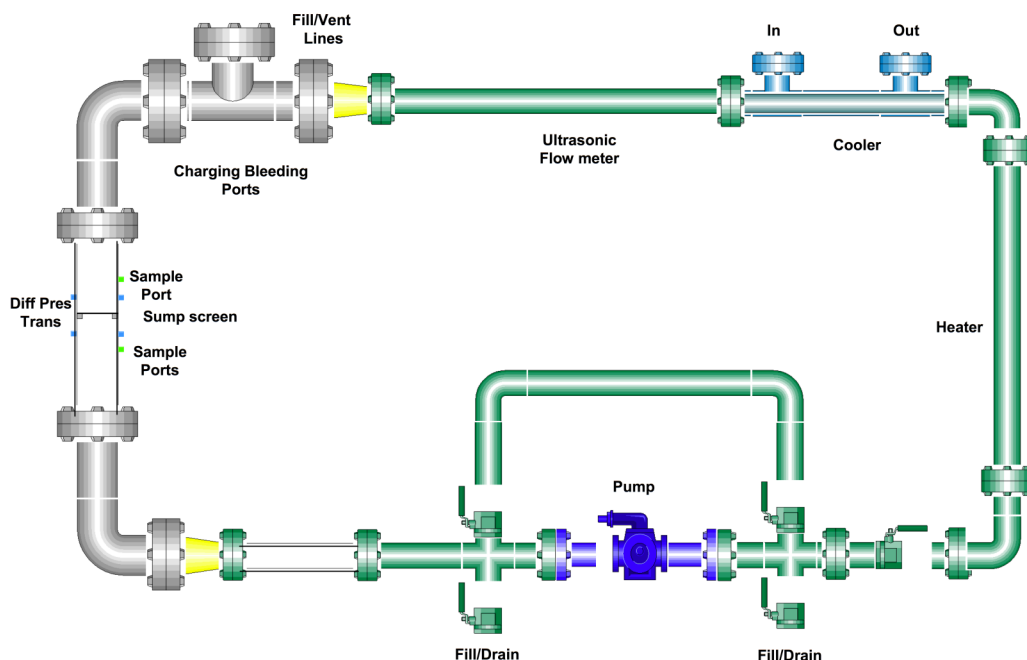 Fill/Vent
Lines
In
Out
Ultrasonic
Flow meter
Cooler
Charging Bleeding
Ports
Sample
Port
Diff Pres
Trans
Sump screen
Sample
Ports
Heater
Pump
Fill/Drain
Fill/Drain